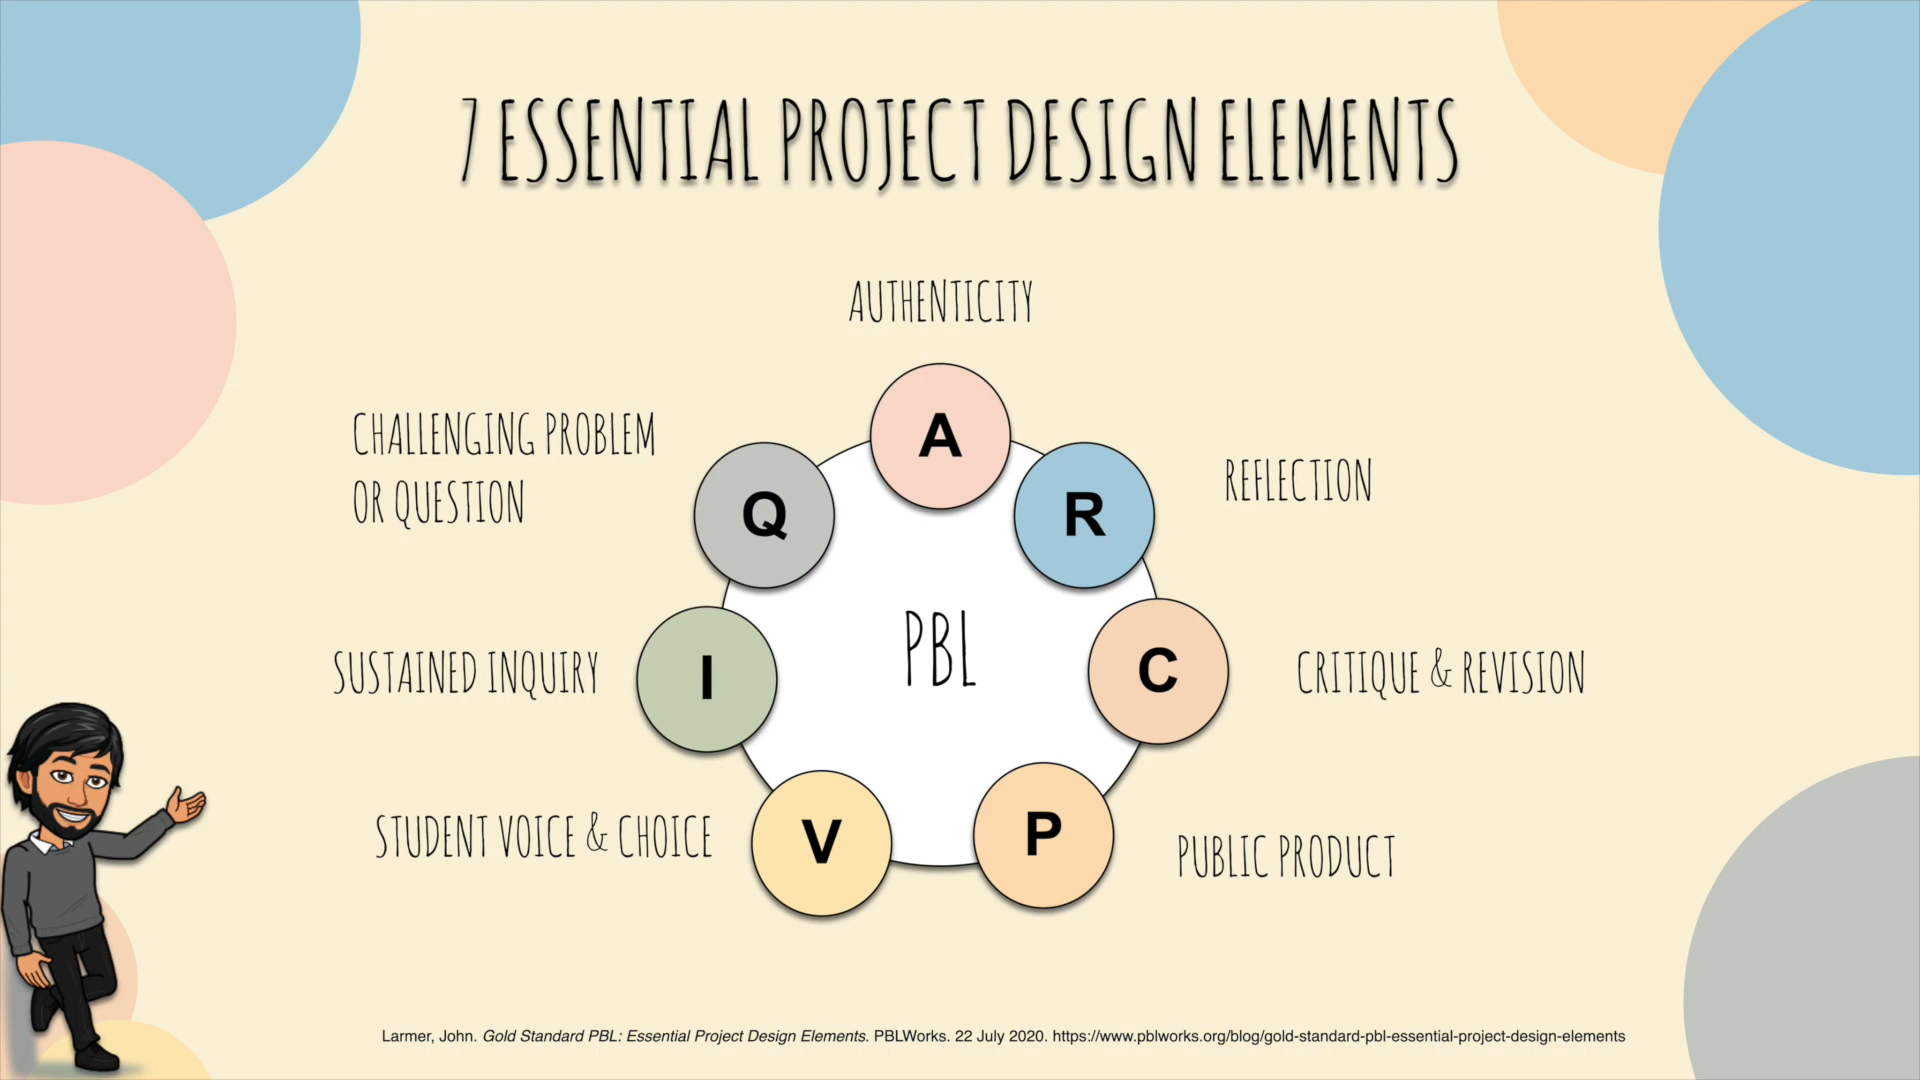 7 ESSENTIAL PROJECT DESIGN ELEMENTS
AUTHENTICITY
CHALLENGING PROBLEM
OR QUESTION
A
Q
R
REFLECTION
PBL
SUSTAINED INQUIRY
I
C
CRITIQUE & REVISION
STUDENT VOICE & CHOICE
V
P
PUBLIC PRODUCT
Larmer, John. Gold Standard PBL: Essential Project Design Elements. PBLWorks. 22 July 2020. https://www.pblworks.org/blog/gold-standard-pbl-essential-project-design-elements